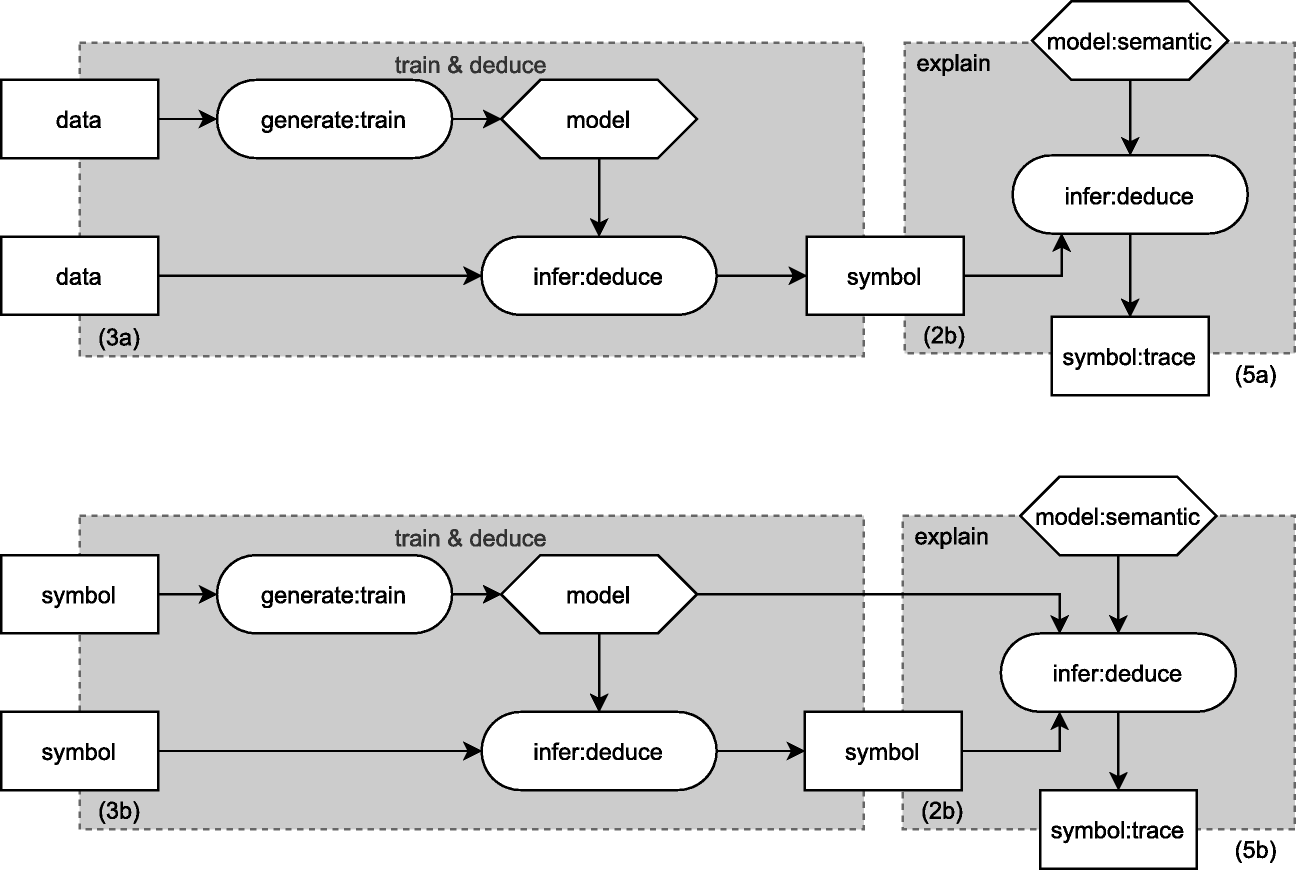 model:semantic
train & deduce
explain
data
generate:train
model
infer:deduce
data
infer:deduce
symbol
(3a)
(2b)
symbol:trace
(5a)
model:semantic
train & deduce
explain
symbol
generate:train
model
infer:deduce
symbol
infer:deduce
symbol
(3b)
(2b)
symbol:trace
(5b)